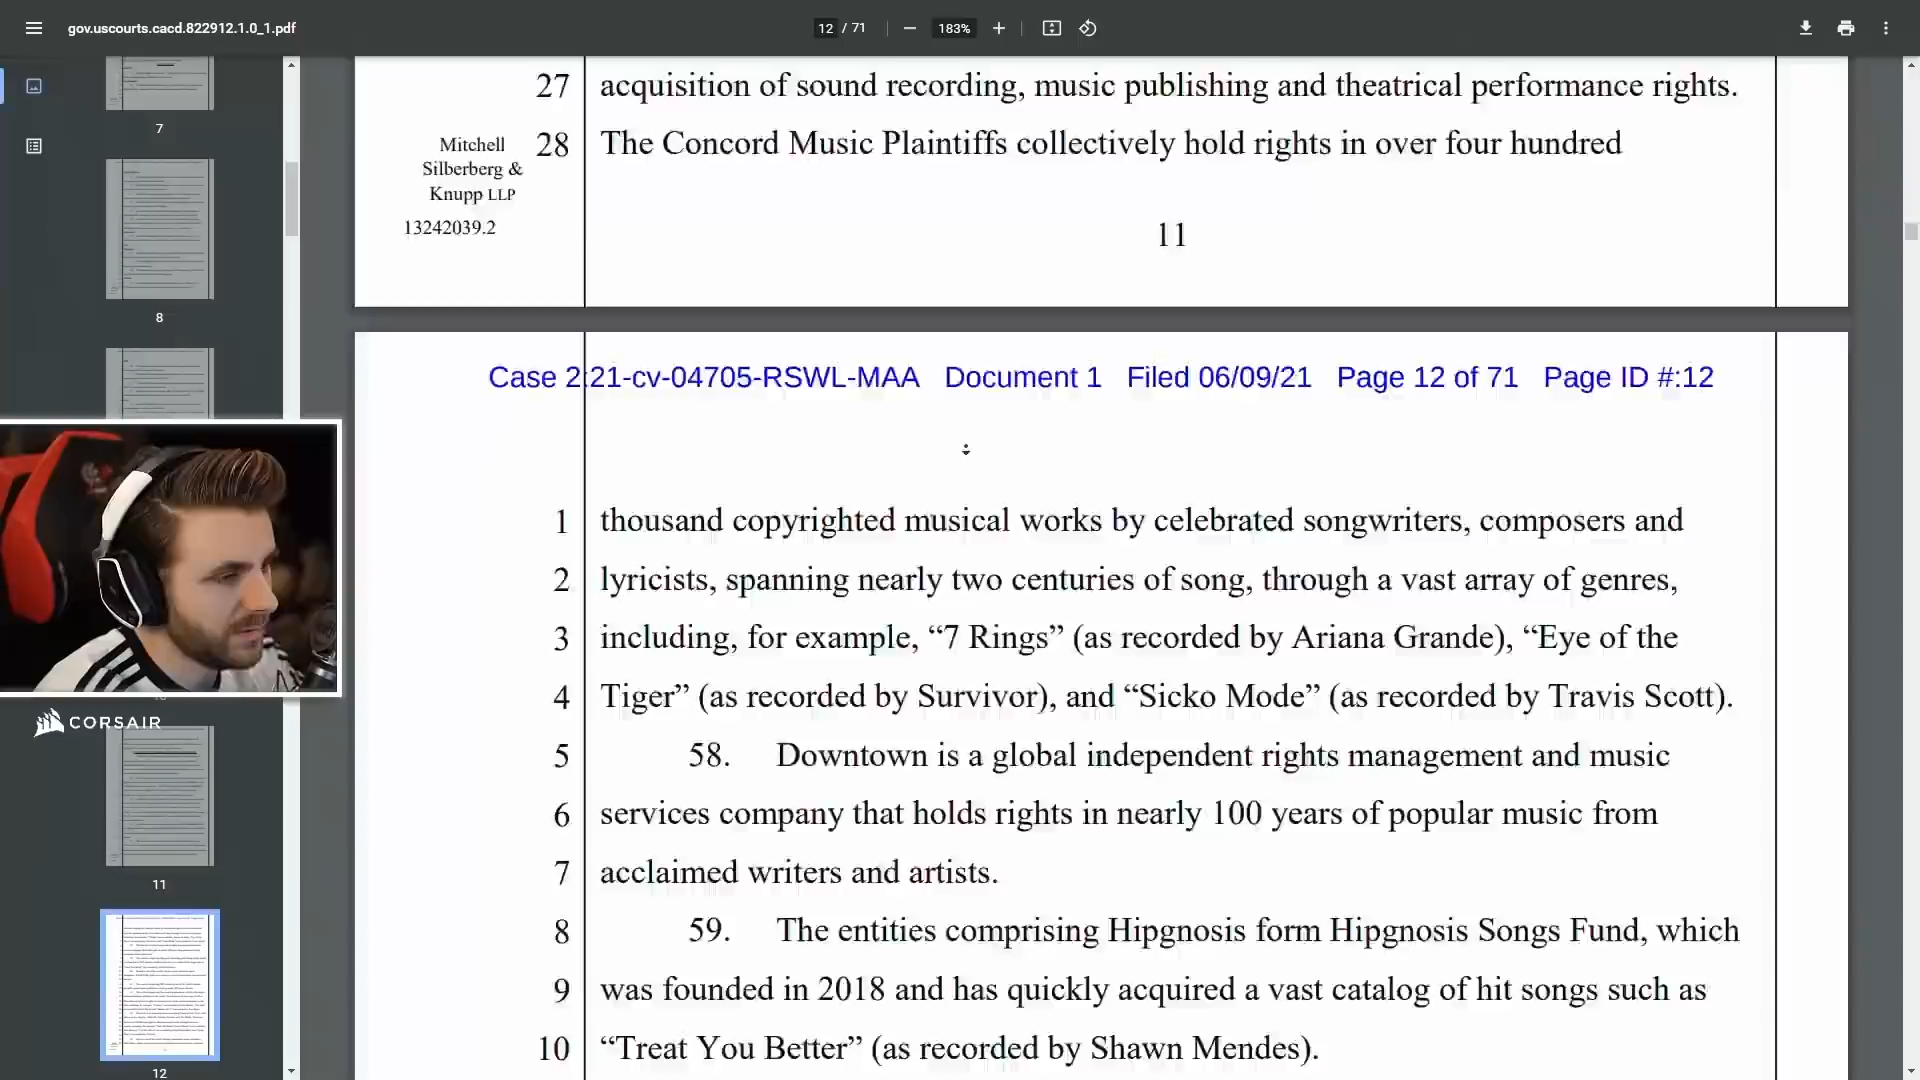 gov.uscourts.cacd.822912.1.0_1.pdf
12 / 71
183%
7
8
11
12
CORSAIR
27 acquisition of sound recording, music publishing and theatrical performance rights.
28 The Concord Music Plaintiffs collectively hold rights in over four hundred
Mitchell
Silberberg &
Knupp LLP
13242039.2
11
Case 2:21-cv-04705-RSWL-MAA Document 1 Filed 06/09/21 Page 12 of 71 Page ID #:12
1 thousand copyrighted musical works by celebrated songwriters, composers and
2 lyricists, spanning nearly two centuries of song, through a vast array of genres,
3 including, for example, “7 Rings” (as recorded by Ariana Grande), “Eye of the
4 Tiger” (as recorded by Survivor), and “Sicko Mode” (as recorded by Travis Scott).
5 58. Downtown is a global independent rights management and music
6 services company that holds rights in nearly 100 years of popular music from
7 acclaimed writers and artists.
8 59. The entities comprising Hipgnosis form Hipgnosis Songs Fund, which
9 was founded in 2018 and has quickly acquired a vast catalog of hit songs such as
10 “Treat You Better” (as recorded by Shawn Mendes).